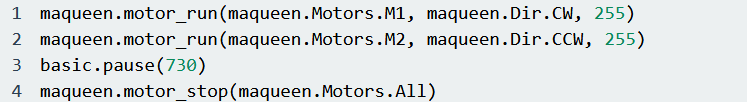 1 maqueen.motor_run(maqueen.Motors.M1, maqueen.Dir.CW, 255)
2 maqueen.motor_run(maqueen.Motors.M2, maqueen.Dir.CCW, 255)
3 basic.pause(730)
4 maqueen.motor_stop(maqueen.Motors.All)